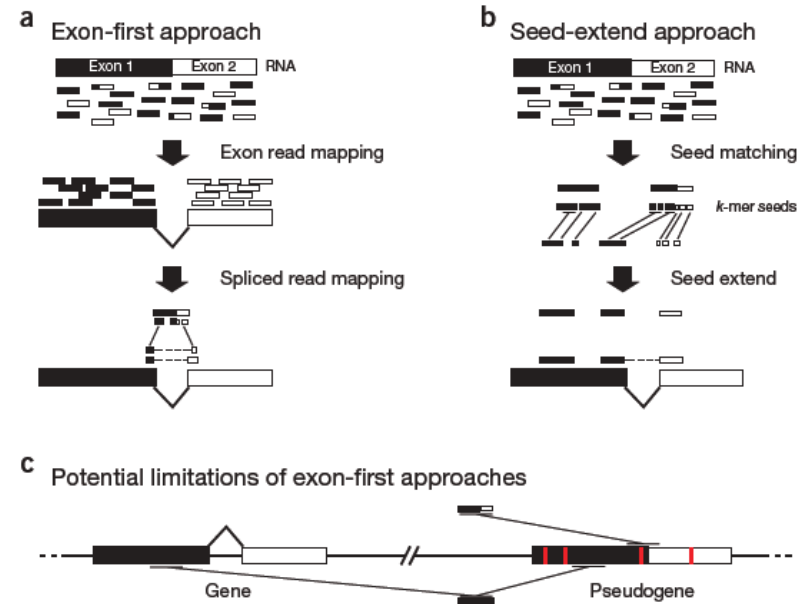 a
Exon-first approach
Exon 1
Exon 2
RNA
Exon read mapping
Spliced read mapping
b
Seed-extend approach
Exon 1
Exon 2
RNA
Seed matching
k-mer seeds
Seed extend
c
Potential limitations of exon-first approaches
Gene
Pseudogene